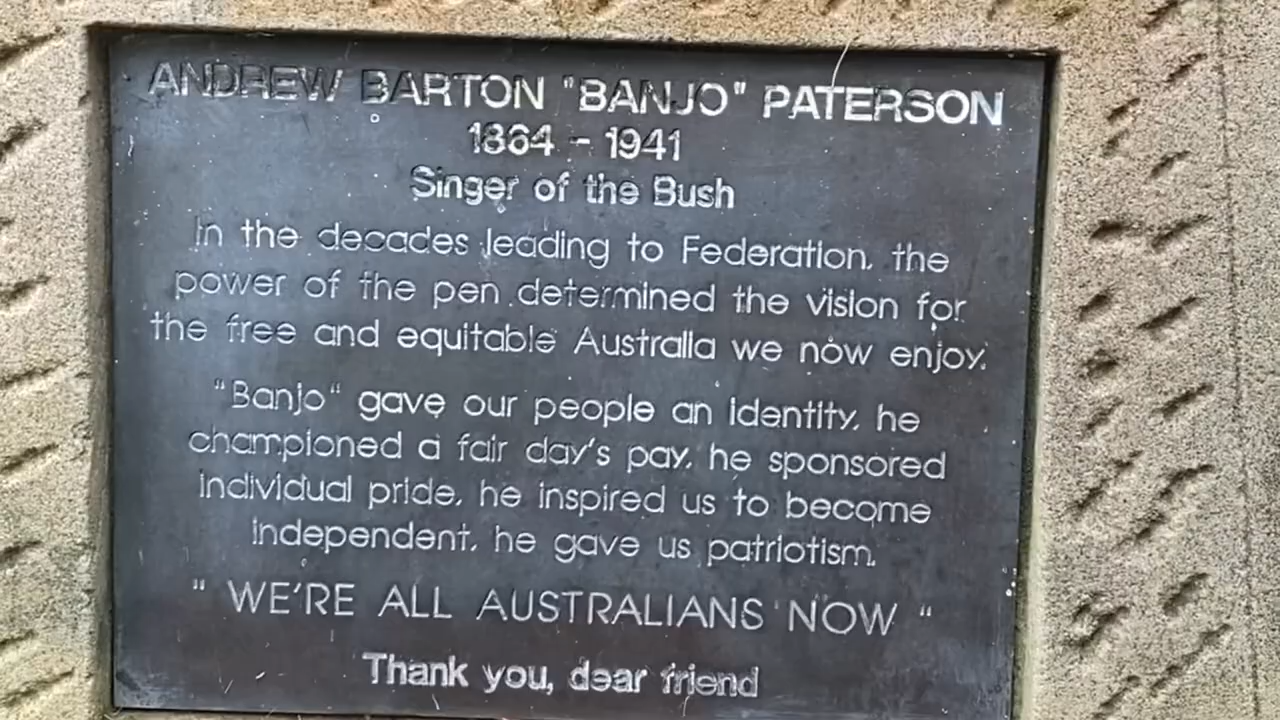 ANDREW BARTON "BANJO" PATERSON
1864 - 1941
Singer of the Bush
In the decades leading to Federation, the
power of the pen determined the vision for
the free and equitable Australia we now enjoy.
"Banjo" gave our people an identity, he
championed a fair day's pay, he sponsored
individual pride, he inspired us to become
independent, he gave us patriotism.
" WE'RE ALL AUSTRALIANS NOW "
Thank you, dear friend